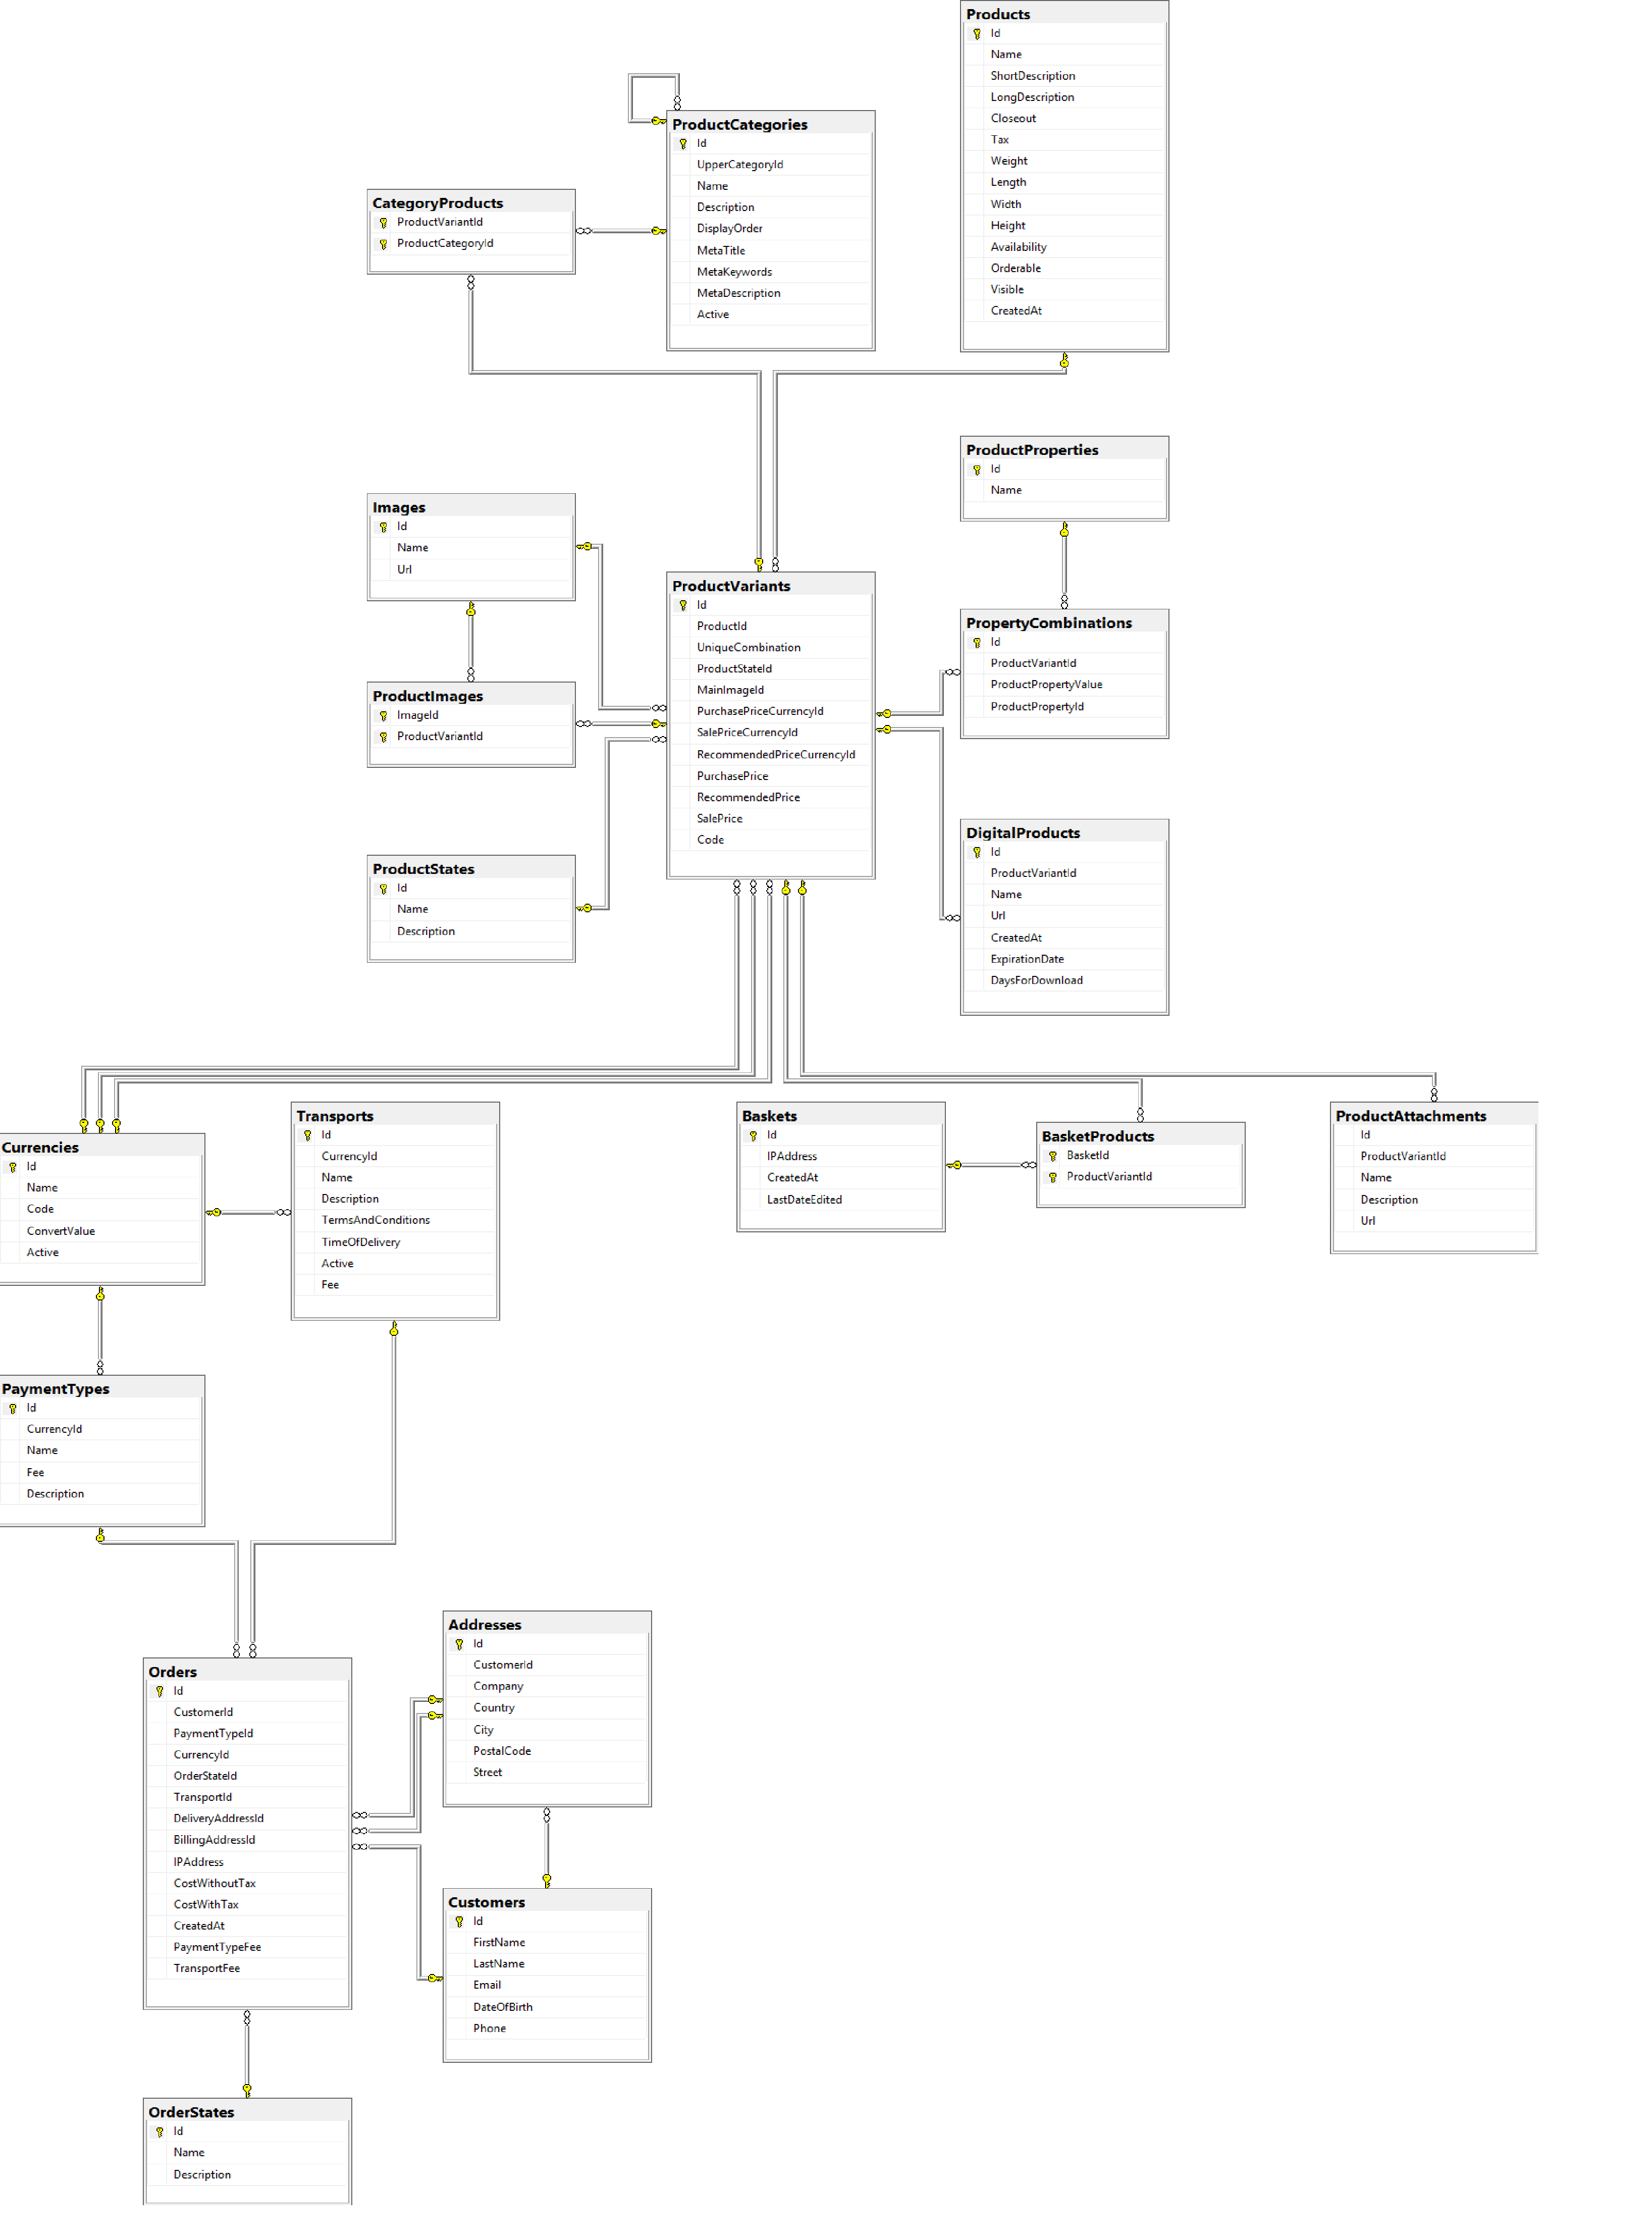 Products
Id
Name
ShortDescription
LongDescription
Closeout
Tax
Weight
Length
Width
Height
Availability
Orderable
Visible
CreatedAt
ProductCategories
Id
UpperCategoryId
Name
Description
DisplayOrder
MetaTitle
MetaKeywords
MetaDescription
Active
CategoryProducts
ProductVariantId
ProductCategoryId
ProductProperties
Id
Name
Images
Id
Name
Url
ProductVariants
Id
ProductId
UniqueCombination
ProductStateId
MainImageId
PurchasePriceCurrencyId
SalePriceCurrencyId
RecommendedPriceCurrencyId
PurchasePrice
RecommendedPrice
SalePrice
Code
PropertyCombinations
Id
ProductVariantId
ProductPropertyValue
ProductPropertyId
ProductImages
ImageId
ProductVariantId
DigitalProducts
Id
ProductVariantId
Name
Url
CreatedAt
ExpirationDate
DaysForDownload
ProductStates
Id
Name
Description
Currencies
Id
Name
Code
ConvertValue
Active
Transports
Id
CurrencyId
Name
Description
TermsAndConditions
TimeOfDelivery
Active
Fee
Baskets
Id
IPAddress
CreatedAt
LastDateEdited
BasketProducts
BasketId
ProductVariantId
ProductAttachments
Id
ProductVariantId
Name
Description
Url
PaymentTypes
Id
CurrencyId
Name
Fee
Description
Addresses
Id
CustomerId
Company
Country
City
PostalCode
Street
Orders
Id
CustomerId
PaymentTypeId
CurrencyId
OrderStateId
TransportId
DeliveryAddressId
BillingAddressId
IPAddress
CostWithoutTax
CostWithTax
CreatedAt
PaymentTypeFee
TransportFee
Customers
Id
FirstName
LastName
Email
DateOfBirth
Phone
OrderStates
Id
Name
Description